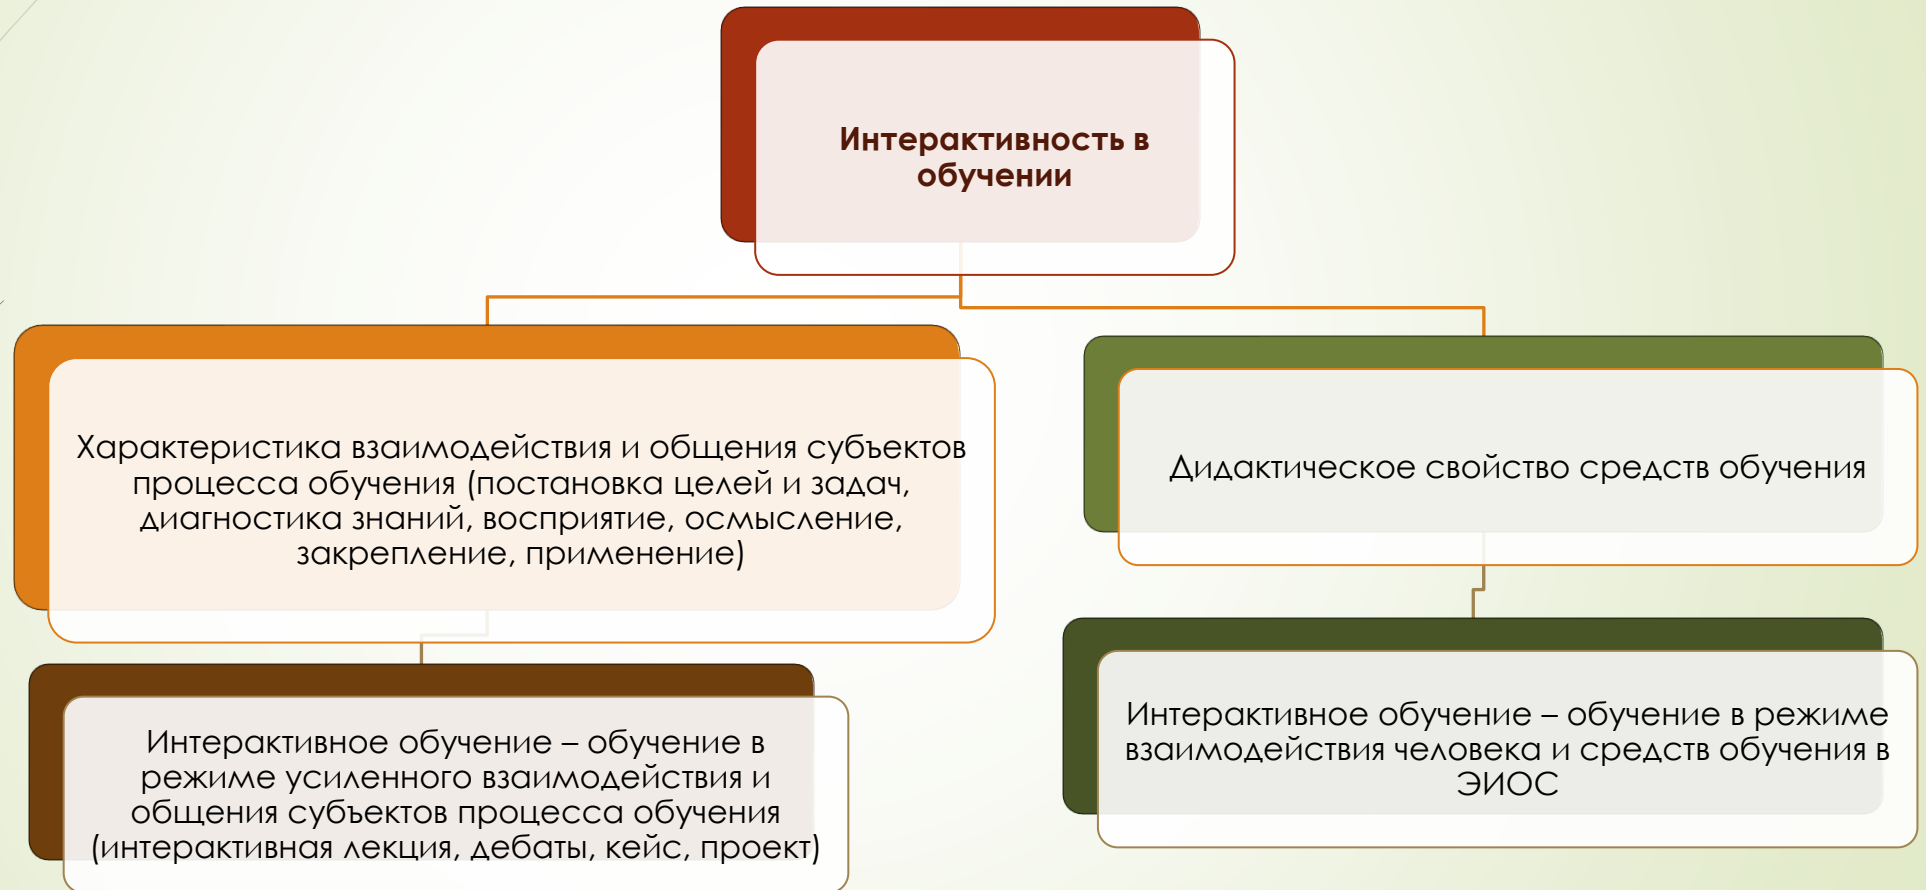 Интерактивность в
обучении
Характеристика взаимодействия и общения субъектов
процесса обучения (постановка целей и задач,
диагностика знаний, восприятие, осмысление,
закрепление, применение)
Дидактическое свойство средств обучения
Интерактивное обучение – обучение в
режиме усиленного взаимодействия и
общения субъектов процесса обучения
(интерактивная лекция, дебаты, кейс, проект)
Интерактивное обучение – обучение в режиме
взаимодействия человека и средств обучения в
ЭИОС